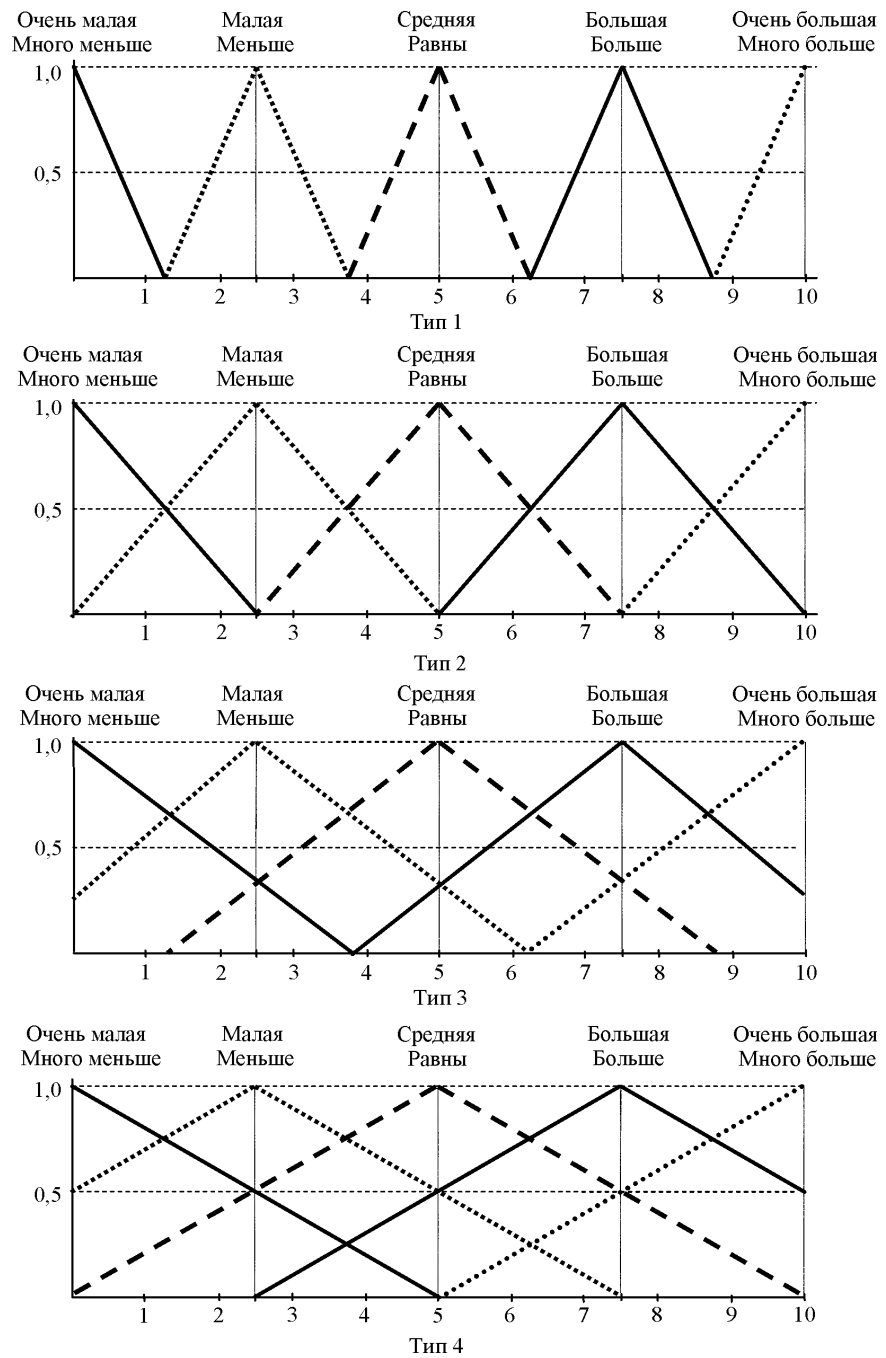 Очень малая Малая Средняя Большая Очень большая
Много меньше Меньше Равны Больше Много больше
1,0
0,5
1 2 3 4 5 6 7 8 9 10
Тип 1
Очень малая Малая Средняя Большая Очень большая
Много меньше Меньше Равны Больше Много больше
1,0
0,5
1 2 3 4 5 6 7 8 9 10
Тип 2
Очень малая Малая Средняя Большая Очень большая
Много меньше Меньше Равны Больше Много больше
1,0
0,5
1 2 3 4 5 6 7 8 9 10
Тип 3
Очень малая Малая Средняя Большая Очень большая
Много меньше Меньше Равны Больше Много больше
1,0
0,5
1 2 3 4 5 6 7 8 9 10
Тип 4